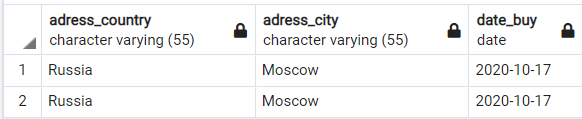 adress_country adress_city date_buy
character varying (55) character varying (55) date
1 Russia Moscow 2020-10-17
2 Russia Moscow 2020-10-17